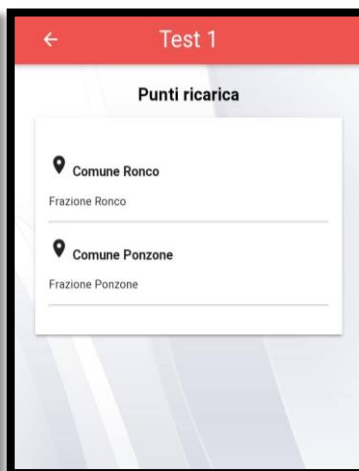 Test 1
Punti ricarica
Comune Ronco
Frazione Ronco
Comune Ponzone
Frazione Ponzone